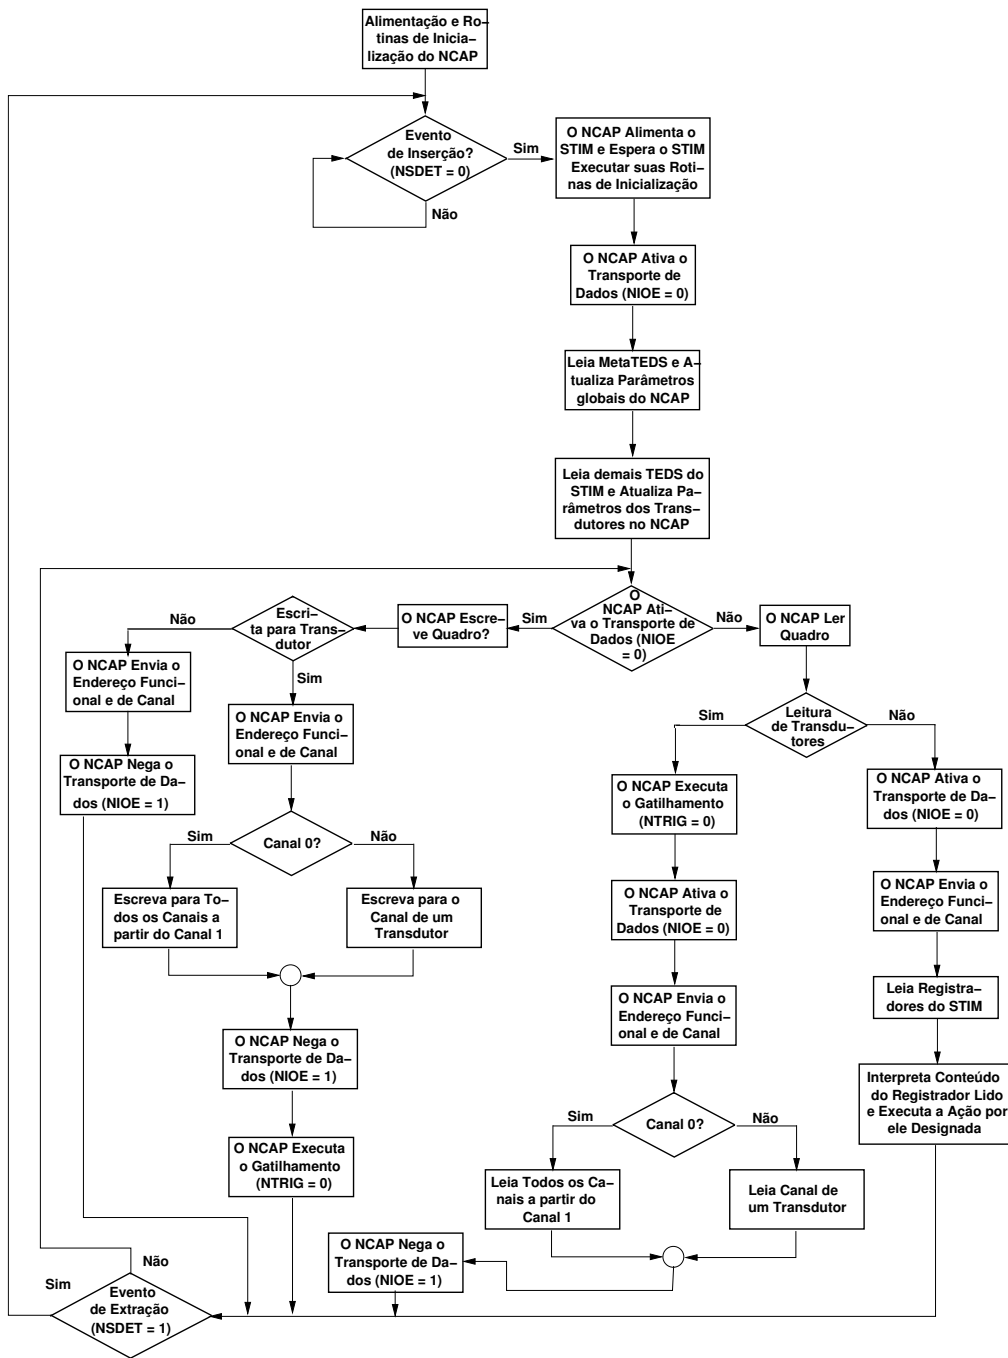 Alimentação e Ro−
tinas de Inicia−
lização do NCAP
Evento
de Inserção?
(NSDET = 0)
Sim
Não
O NCAP Alimenta o
STIM e Espera o STIM
Executar suas Roti−
nas de Inicialização
O NCAP Ativa o
Transporte de
Dados (NIOE = 0)
Leia MetaTEDS e A−
tualiza Parâmetros
globais do NCAP
Leia demais TEDS do
STIM e Atualiza Pa−
râmetros dos Trans−
dutores no NCAP
O
NCAP Ati−
va o Transporte de
Dados (NIOE
= 0)
Sim
Não
O NCAP Escre−
ve Quadro?
Escri−
ta para Trans−
dutor
Não
Sim
O NCAP Envia o
Endereço Funci−
onal e de Canal
O NCAP Nega o
Transporte de Da−
dos (NIOE = 1)
O NCAP Envia o
Endereço Funci−
onal e de Canal
Canal 0?
Sim
Não
Escreva para To−
dos os Canais a
partir do Canal 1
Escreva para o
Canal de um
Transdutor
O NCAP Nega o
Transporte de Da−
dos (NIOE = 1)
O NCAP Executa
o Gatilhamento
(NTRIG = 0)
O NCAP Ler
Quadro
Leitura
de Transdu−
tores
Sim
Não
O NCAP Executa
o Gatilhamento
(NTRIG = 0)
O NCAP Ativa o
Transporte de
Dados (NIOE = 0)
O NCAP Envia o
Endereço Funci−
onal e de Canal
Canal 0?
Sim
Não
Leia Todos os Ca−
nais a partir do
Canal 1
Leia Canal de
um Transdutor
O NCAP Nega o
Transporte de Da−
dos (NIOE = 1)
O NCAP Ativa o
Transporte de Da−
dos (NIOE = 0)
O NCAP Envia o
Endereço Funci−
onal e de Canal
Leia Registra−
dores do STIM
Interpreta Conteúdo
do Registrador Lido
e Executa a Ação por
ele Designada
Evento
de Extração
(NSDET = 1)
Sim
Não